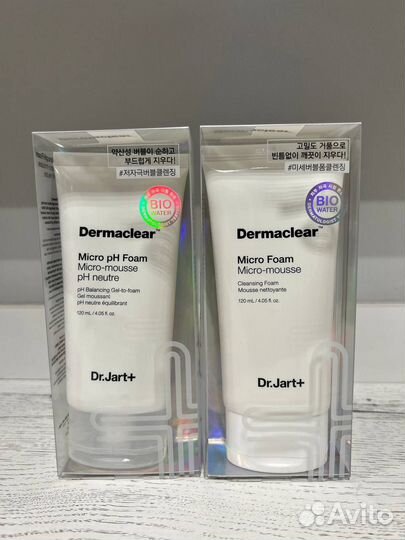 약산성 버블이 순하고
부드럽게 지우다!
#저자극버블클렌징
BIO
WATER
Dermaclear™
Micro pH Foam
Micro-mousse
pH neutre
pH Balancing Gel-to-foam
Gel moussant
pH neutre équilibrant
120 mL / 4.05 fl. oz.
Dr.Jart+
고밀도 거품으로
빈틈없이 깨끗이 지우다!
#미세버블폼클렌징
BIO
WATER
Dermaclear™
Micro Foam
Micro-mousse
Cleansing Foam
Mousse nettoyante
120 mL / 4.05 fl. oz.
Dr.Jart+
Avito